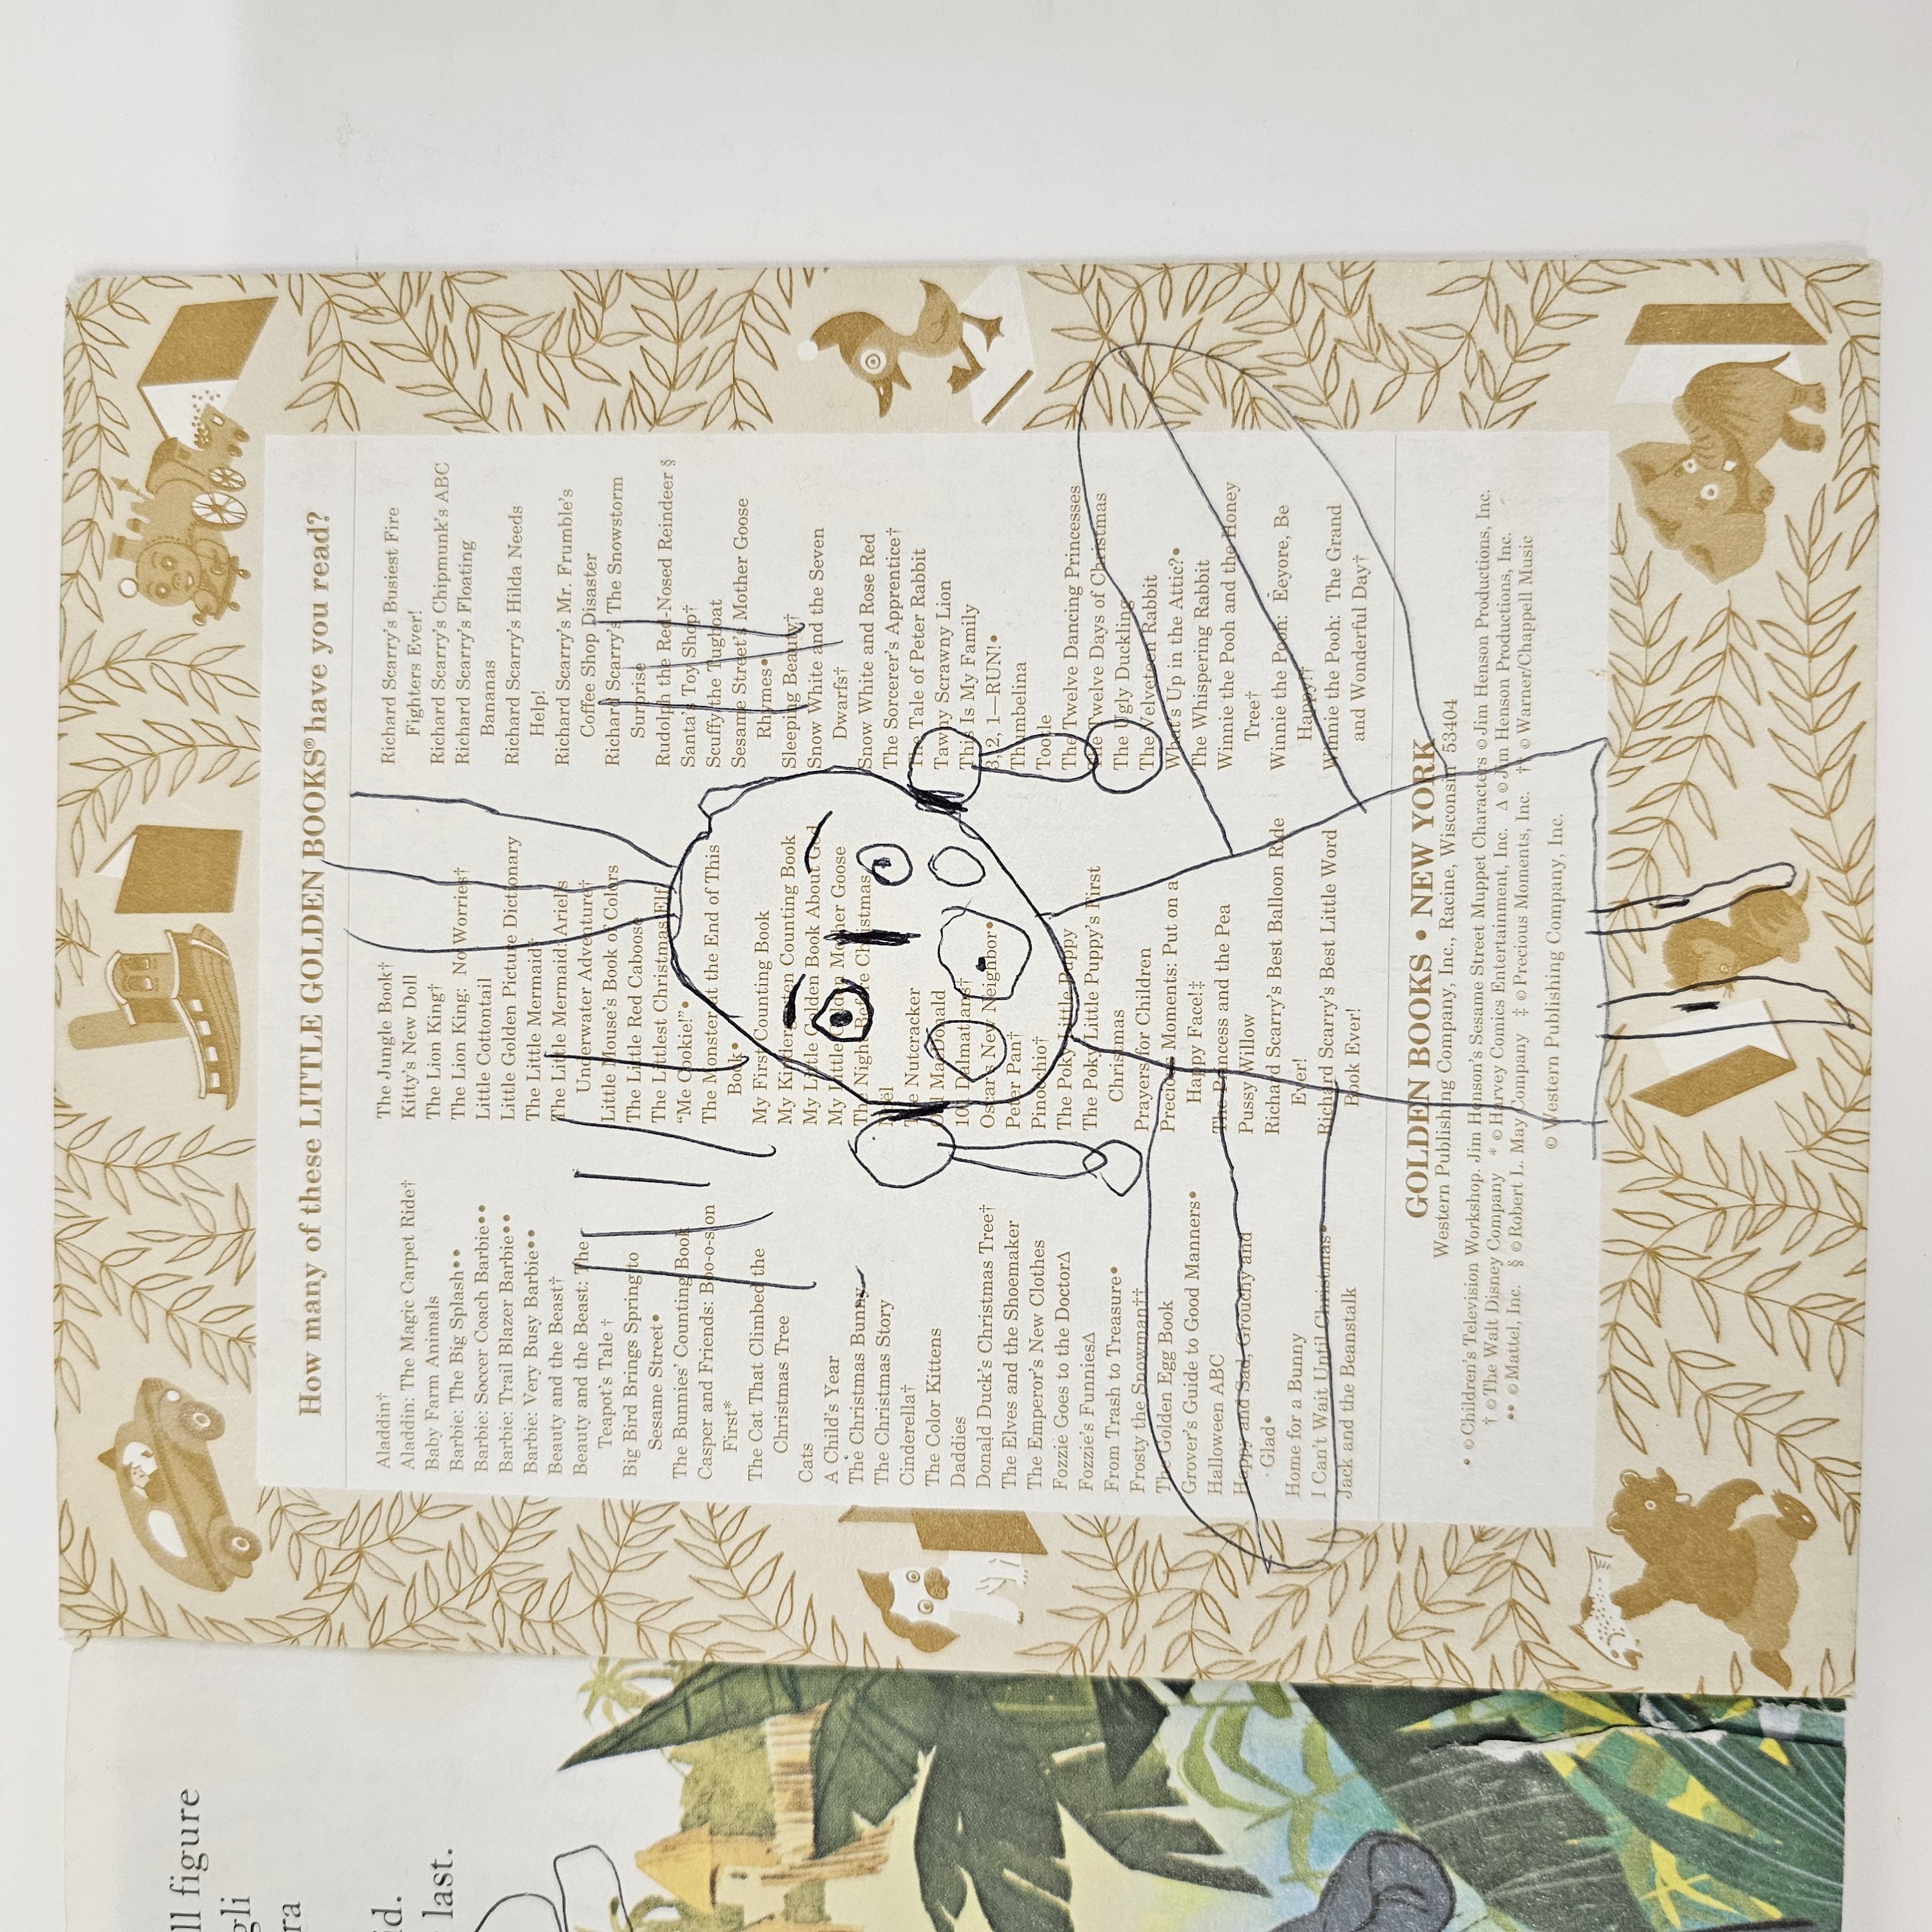 ll figure
gli
ra
id.
last.
How many of these LITTLE GOLDEN BOOKS® have you read?
Aladdin†
Aladdin: The Magic Carpet Ride†
Baby Farm Animals
Barbie: The Big Splash••
Barbie: Soccer Coach Barbie••
Barbie: Trail Blazer Barbie••
Barbie: Very Busy Barbie••
Beauty and the Beast†
Beauty and the Beast: The
Teapot's Tale †
Big Bird Brings Spring to
Sesame Street•
The Bunnies' Counting Book
Casper and Friends: Boo-o-s on
First*
The Cat That Climbed the
Christmas Tree
Cats
A Child's Year
The Christmas Bunny
The Christmas Story
Cinderella†
The Color Kittens
Daddies
Donald Duck's Christmas Tree†
The Elves and the Shoemaker
The Emperor's New Clothes
Fozzie Goes to the Doctor∆
Fozzie's Funnies∆
From Trash to Treasure•
Frosty the Snowman††
The Golden Egg Book
Grover's Guide to Good Manners•
Halloween ABC
Happy and Sad, Grouchy and
Glad•
Home for a Bunny
I Can't Wait Until Christmas•
Jack and the Beanstalk
The Jungle Book†
Kitty's New Doll
The Lion King†
The Lion King: No Worries†
Little Cottontail
Little Golden Picture Dictionary
The Little Mermaid†
The Little Mermaid: Ariel's
Underwater Adventure†
Little Mouse's Book of Colors
The Little Red Caboose
The Littlest Christmas Elf
“Me Cookie!”•
The Monster at the End of This
Book•
My First Counting Book
My Kindergarten Counting Book
My Little Golden Book About God
My Little Golden Mother Goose
The Night Before Christmas
Noël
The Nutcracker
Old MacDonald
101 Dalmatians†
Oscar's New Neighbor•
Peter Pan†
Pinocchio†
The Poky Little Puppy
The Poky Little Puppy's First
Christmas
Prayers for Children
Precious Moments: Put on a
Happy Face!‡
The Princess and the Pea
Pussy Willow
Richard Scarry's Best Balloon Ride
Ever!
Richard Scarry's Best Little Word
Book Ever!
Richard Scarry's Busiest Fire
Fighters Ever!
Richard Scarry's Chipmunk's ABC
Richard Scarry's Floating
Bananas
Richard Scarry's Hilda Needs
Help!
Richard Scarry's Mr. Frumble's
Coffee Shop Disaster
Richard Scarry's The Snowstorm
Surprise
Rudolph the Red-Nosed Reindeer §
Santa's Toy Shop†
Scuffy the Tugboat
Sesame Street's Mother Goose
Rhymes•
Sleeping Beauty†
Snow White and the Seven
Dwarfs†
Snow White and Rose Red
The Sorcerer's Apprentice†
The Tale of Peter Rabbit
Tawny Scrawny Lion
This Is My Family
3, 2, 1—RUN!•
Thumbelina
Tootle
The Twelve Dancing Princesses
The Twelve Days of Christmas
The Ugly Duckling
The Velveteen Rabbit
What's Up in the Attic?•
The Whispering Rabbit
Winnie the Pooh and the Honey
Tree†
Winnie the Pooh: Eeyore, Be
Happy!†
Winnie the Pooh: The Grand
and Wonderful Day†
GOLDEN BOOKS • NEW YORK
Western Publishing Company, Inc., Racine, Wisconsin 53404
• © Children's Television Workshop. Jim Henson's Sesame Street Muppet Characters © Jim Henson Productions, Inc.
† © The Walt Disney Company * © Harvey Comics Entertainment, Inc. ∆ © Jim Henson Productions, Inc.
•• © Mattel, Inc. § © Robert L. May Company ‡ © Precious Moments, Inc. †† © Warner/Chappell Music
© Western Publishing Company, Inc.